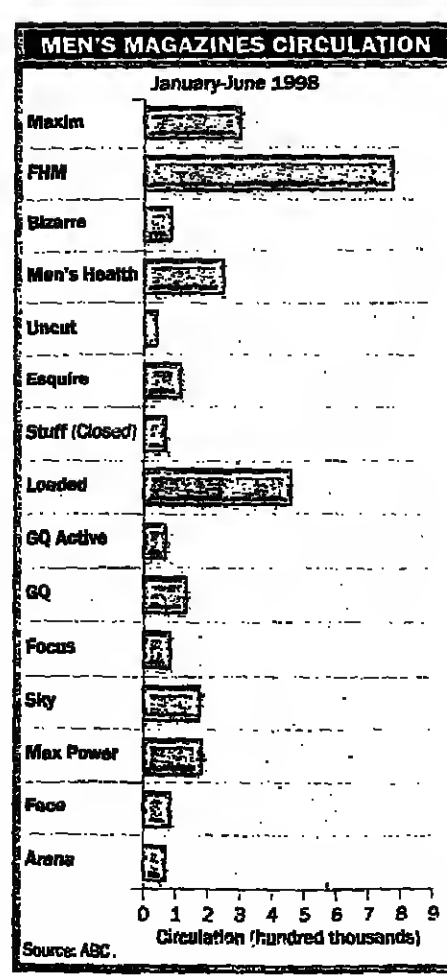 MEN'S MAGAZINES CIRCULATION
January-June 1998
Maxim
FHM
Bizarre
Men's Health
Uncut
Esquire
Stuff (Closed)
Loaded
GQ Active
GQ
Focus
Sky
Max Power
Face
Arena
0 1 2 3 4 5 6 7 8 9
Circulation (hundred thousands)
Source: ABC.